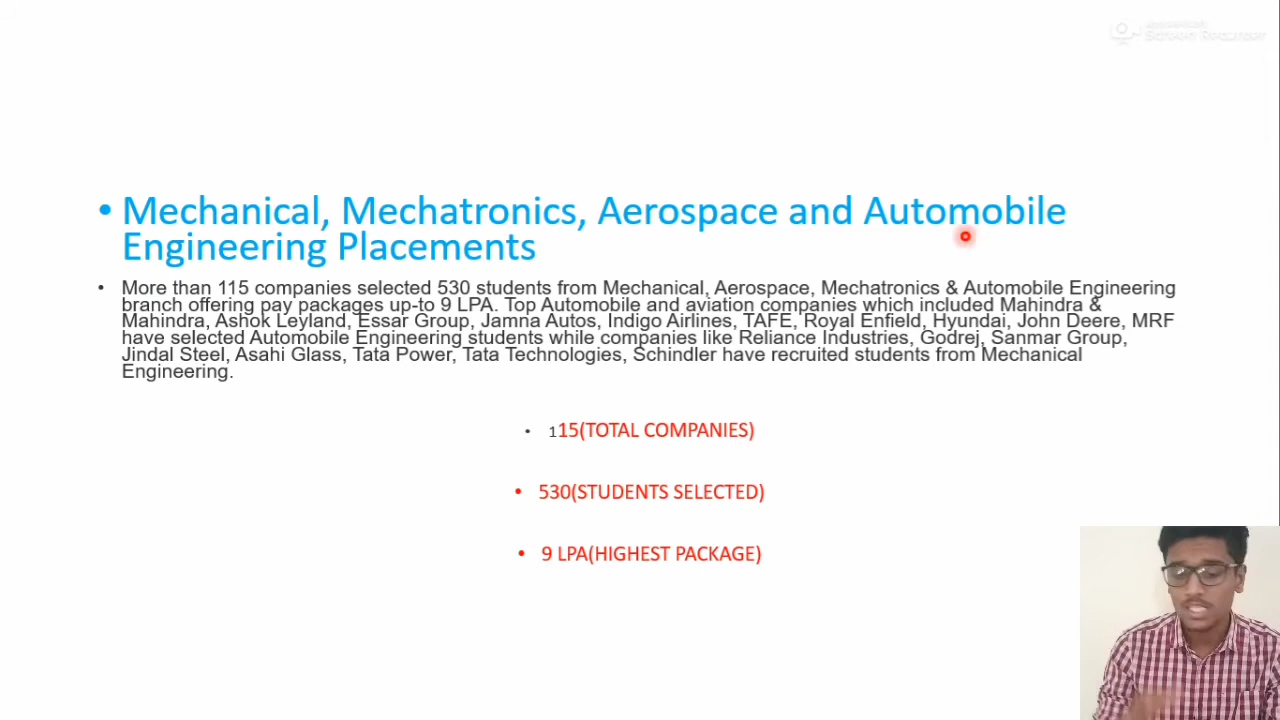 Screen Recorder
• Mechanical, Mechatronics, Aerospace and Automobile
Engineering Placements
• More than 115 companies selected 530 students from Mechanical, Aerospace, Mechatronics & Automobile Engineering
branch offering pay packages up-to 9 LPA. Top Automobile and aviation companies which included Mahindra &
Mahindra, Ashok Leyland, Essar Group, Jamna Autos, Indigo Airlines, TAFE, Royal Enfield, Hyundai, John Deere, MRF
have selected Automobile Engineering students while companies like Reliance Industries, Godrej, Sanmar Group,
Jindal Steel, Asahi Glass, Tata Power, Tata Technologies, Schindler have recruited students from Mechanical
Engineering.
• 115(TOTAL COMPANIES)
• 530(STUDENTS SELECTED)
• 9 LPA(HIGHEST PACKAGE)